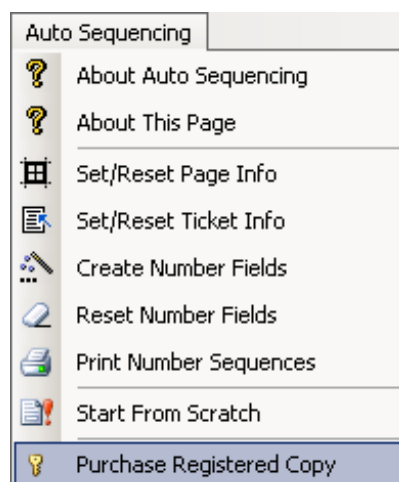 Auto Sequencing
About Auto Sequencing
About This Page
Set/Reset Page Info
Set/Reset Ticket Info
Create Number Fields
Reset Number Fields
Print Number Sequences
Start From Scratch
Purchase Registered Copy